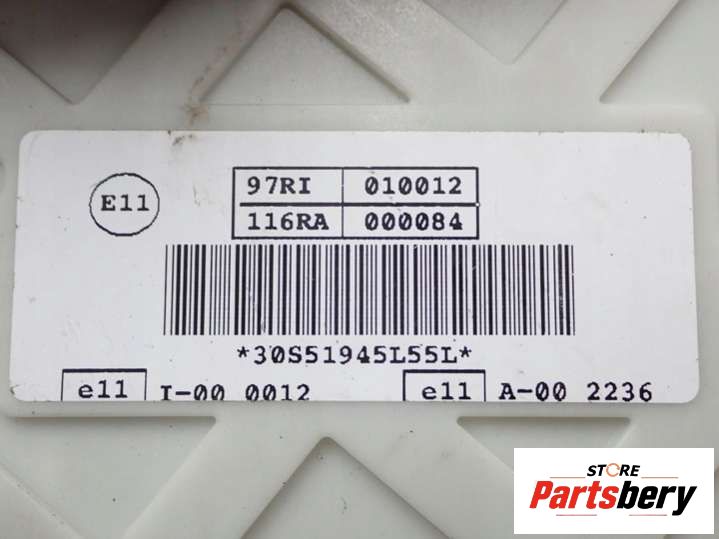 E11
97RI 010012
116RA 000084
*30S51945L55L*
e11 I-00 0012 e11 A-00 2236
STORE
Partsbery